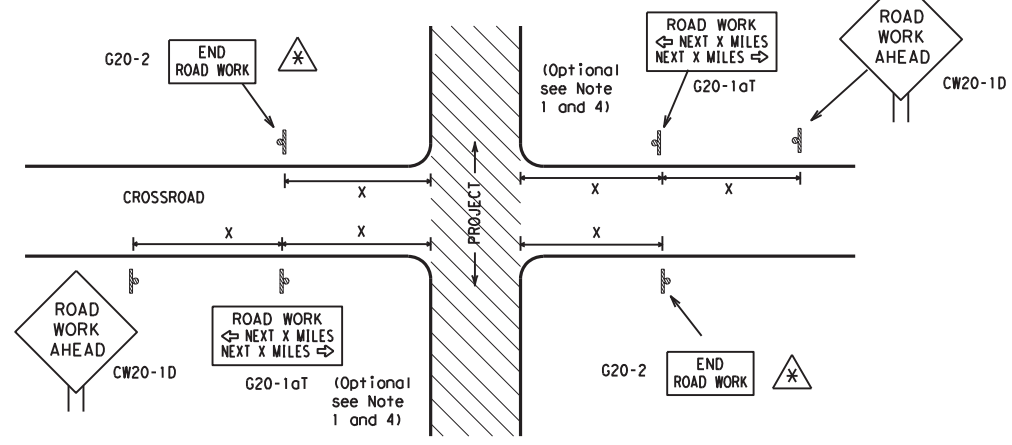 G20-2
END
ROAD WORK
*
(Optional
see Note
1 and 4)
ROAD WORK
⇦ NEXT X MILES
NEXT X MILES ⇨
G20-1aT
ROAD
WORK
AHEAD
CW20-1D
CROSSROAD
X
X
X
PROJECT
X
X
X
ROAD
WORK
AHEAD
CW20-1D
ROAD WORK
⇦ NEXT X MILES
NEXT X MILES ⇨
G20-1aT
(Optional
see Note
1 and 4)
G20-2
END
ROAD WORK
*